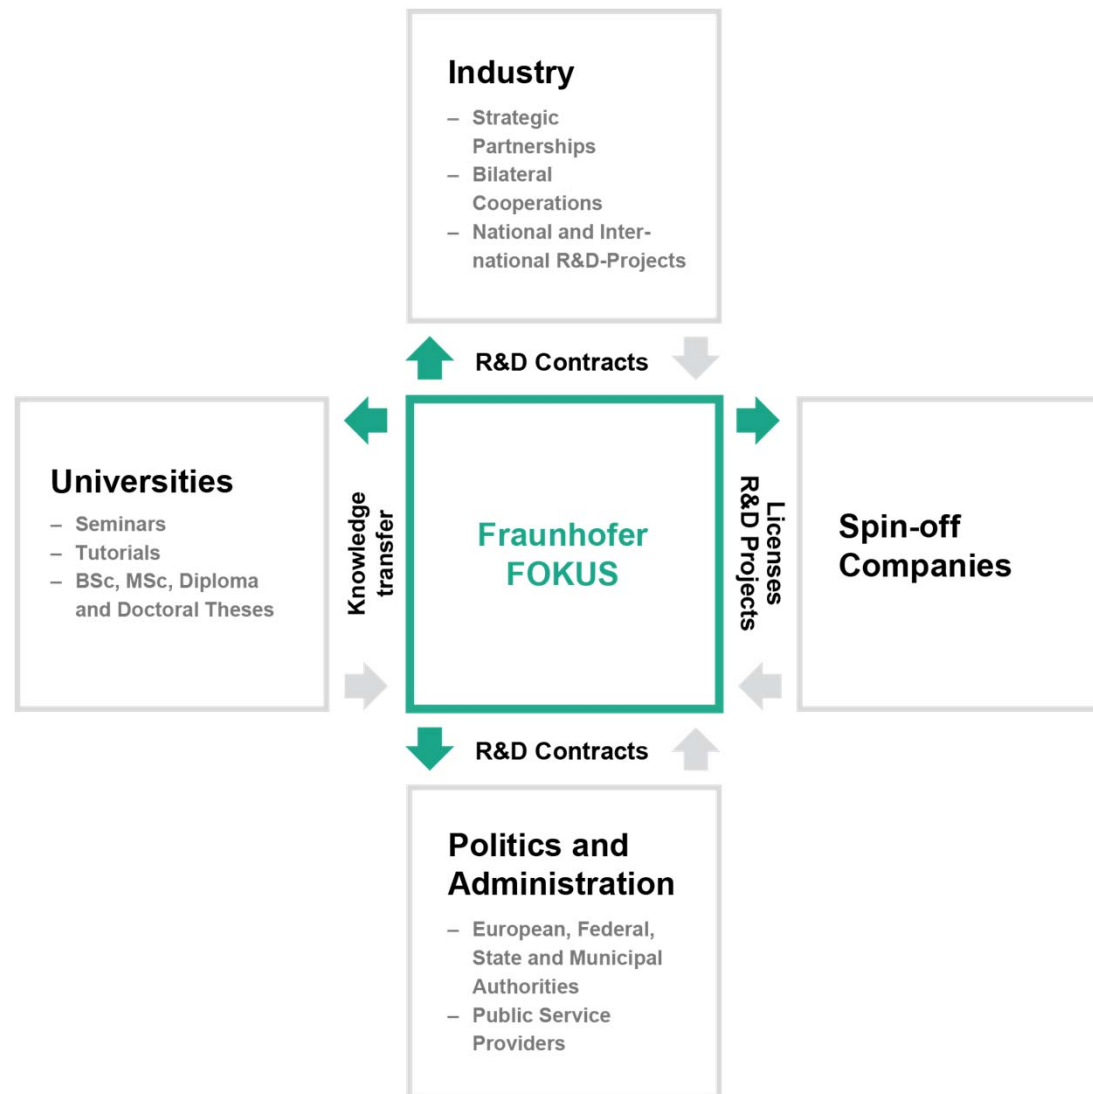 Industry
– Strategic
Partnerships
– Bilateral
Cooperations
– National and Inter-
national R&D-Projects
R&D Contracts
Universities
– Seminars
– Tutorials
– BSc, MSc, Diploma
and Doctoral Theses
Knowledge
transfer
Fraunhofer
FOKUS
Licenses
R&D Projects
Spin-off
Companies
R&D Contracts
Politics and
Administration
– European, Federal,
State and Municipal
Authorities
– Public Service
Providers